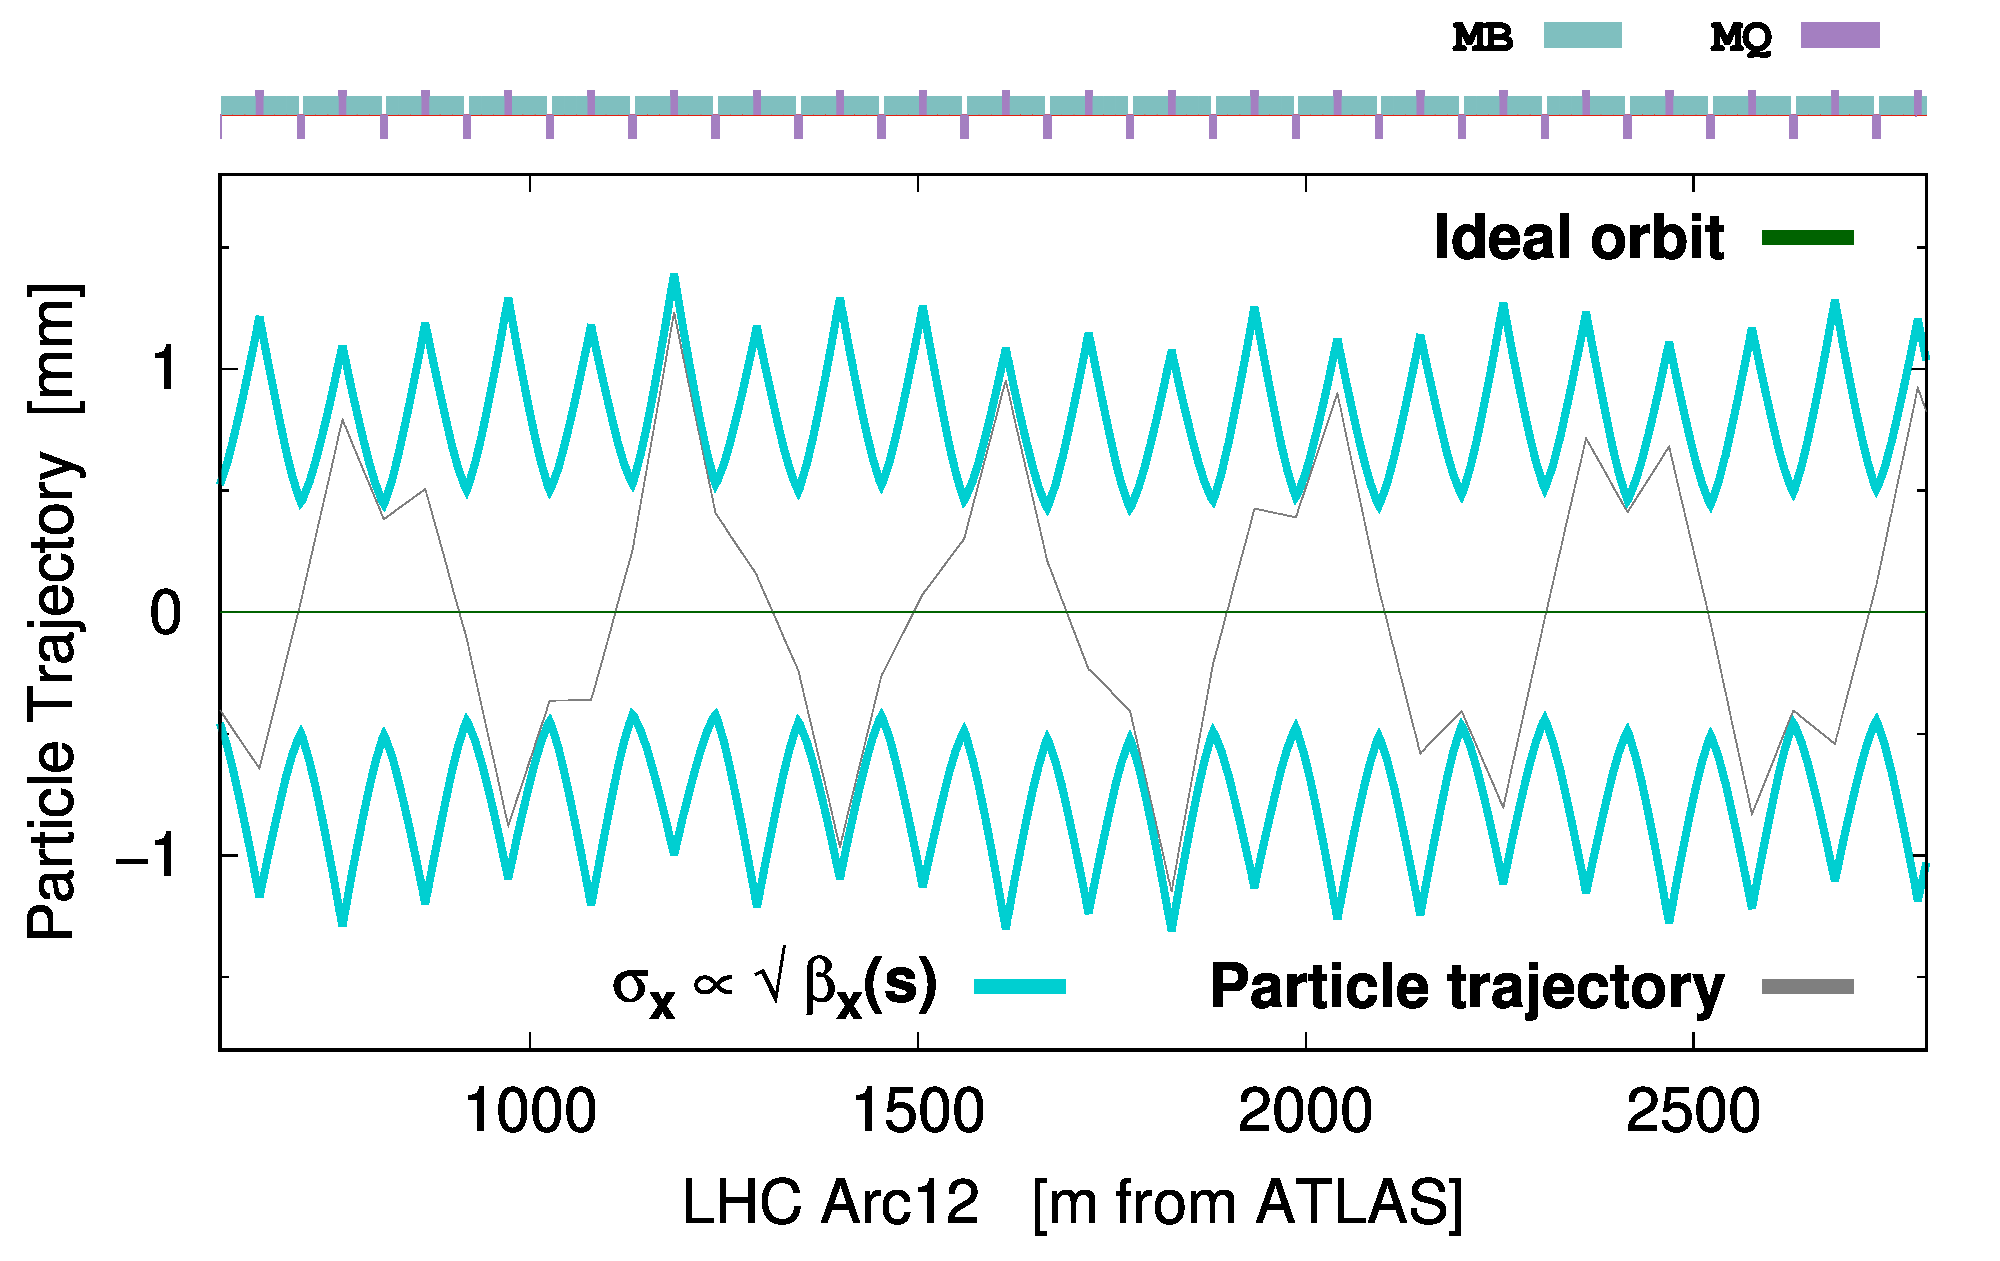 MB MQ
Ideal orbit
1
0
−1
Particle Trajectory [mm]
σx ∝ √ βx(s) Particle trajectory
1000 1500 2000 2500
LHC Arc12 [m from ATLAS]